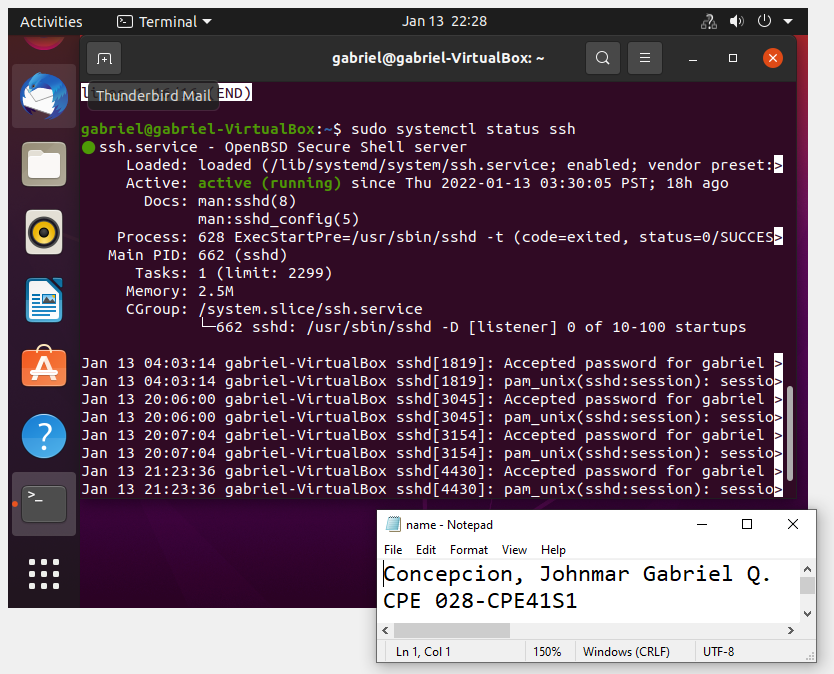 Activities
Terminal
Jan 13 22:28
gabriel@gabriel-VirtualBox: ~
END)
Thunderbird Mail
gabriel@gabriel-VirtualBox:~$ sudo systemctl status ssh
ssh.service - OpenBSD Secure Shell server
Loaded: loaded (/lib/systemd/system/ssh.service; enabled; vendor preset:>
Active: active (running) since Thu 2022-01-13 03:30:05 PST; 18h ago
Docs: man:sshd(8)
man:sshd_config(5)
Process: 628 ExecStartPre=/usr/sbin/sshd -t (code=exited, status=0/SUCCES>
Main PID: 662 (sshd)
Tasks: 1 (limit: 2299)
Memory: 2.5M
CGroup: /system.slice/ssh.service
└─662 sshd: /usr/sbin/sshd -D [listener] 0 of 10-100 startups
Jan 13 04:03:14 gabriel-VirtualBox sshd[1819]: Accepted password for gabriel >
Jan 13 04:03:14 gabriel-VirtualBox sshd[1819]: pam_unix(sshd:session): sessio>
Jan 13 20:06:00 gabriel-VirtualBox sshd[3045]: Accepted password for gabriel >
Jan 13 20:06:00 gabriel-VirtualBox sshd[3045]: pam_unix(sshd:session): sessio>
Jan 13 20:07:04 gabriel-VirtualBox sshd[3154]: Accepted password for gabriel >
Jan 13 20:07:04 gabriel-VirtualBox sshd[3154]: pam_unix(sshd:session): sessio>
Jan 13 21:23:36 gabriel-VirtualBox sshd[4430]: Accepted password for gabriel >
Jan 13 21:23:36 gabriel-VirtualBox sshd[4430]: pam_unix(sshd:session): sessio>
name - Notepad
File Edit Format View Help
Concepcion, Johnmar Gabriel Q.
CPE 028-CPE41S1
Ln 1, Col 1 150% Windows (CRLF) UTF-8